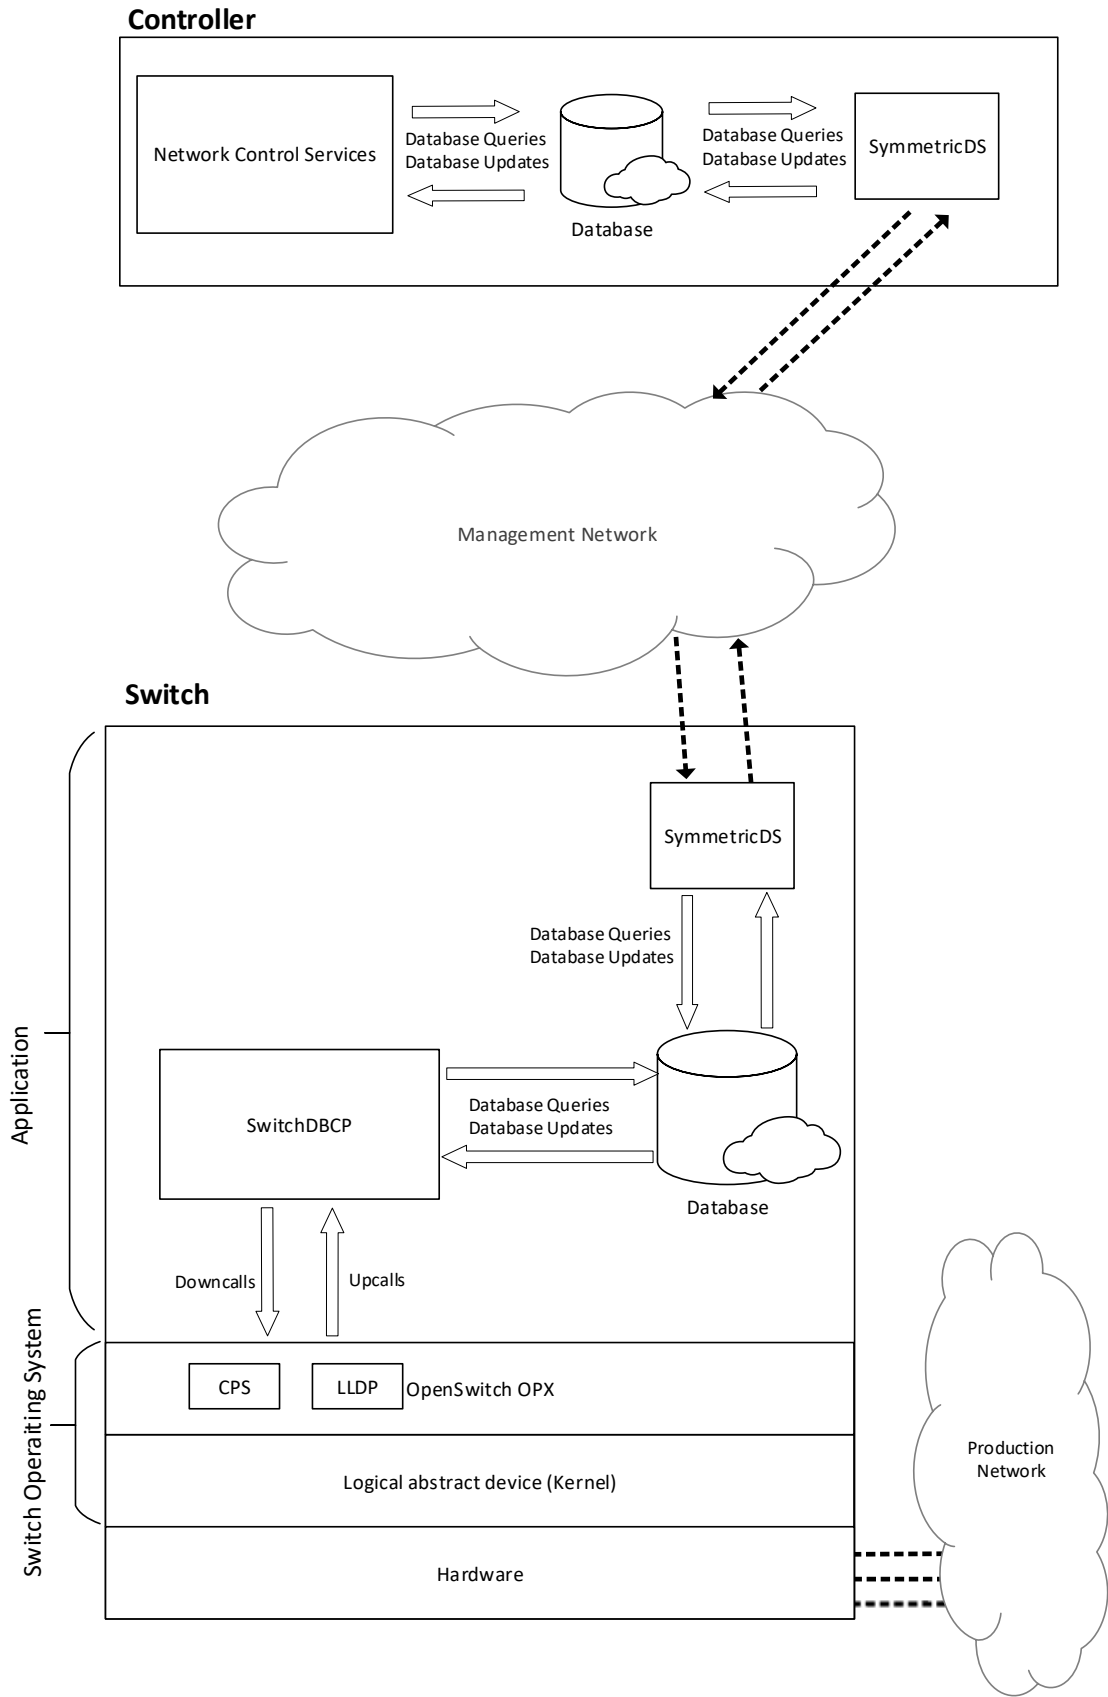 Controller
Network Control Services
Database Queries
Database Updates
Database
Database Queries
Database Updates
SymmetricDS
Management Network
Switch
SymmetricDS
Database Queries
Database Updates
Application
SwitchDBCP
Database Queries
Database Updates
Database
Downcalls
Upcalls
Switch Operaiting System
CPS
LLDP
OpenSwitch OPX
Logical abstract device (Kernel)
Hardware
Production
Network